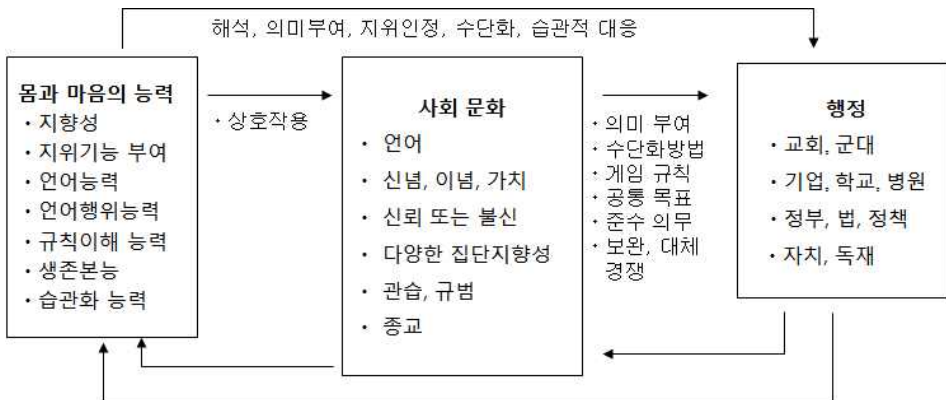 해석, 의미부여, 지위인정, 수단화, 습관적 대응
몸과 마음의 능력
· 지향성
· 지위기능 부여
· 언어능력
· 언어행위능력
· 규칙이해 능력
· 생존본능
· 습관화 능력
· 상호작용
사회 문화
· 언어
· 신념, 이념, 가치
· 신뢰 또는 불신
· 다양한 집단지향성
· 관습, 규범
· 종교
· 의미 부여
· 수단화방법
· 게임 규칙
· 공통 목표
· 준수 의무
· 보완, 대체
경쟁
행정
· 교회, 군대
· 기업, 학교, 병원
· 정부, 법, 정책
· 자치, 독재